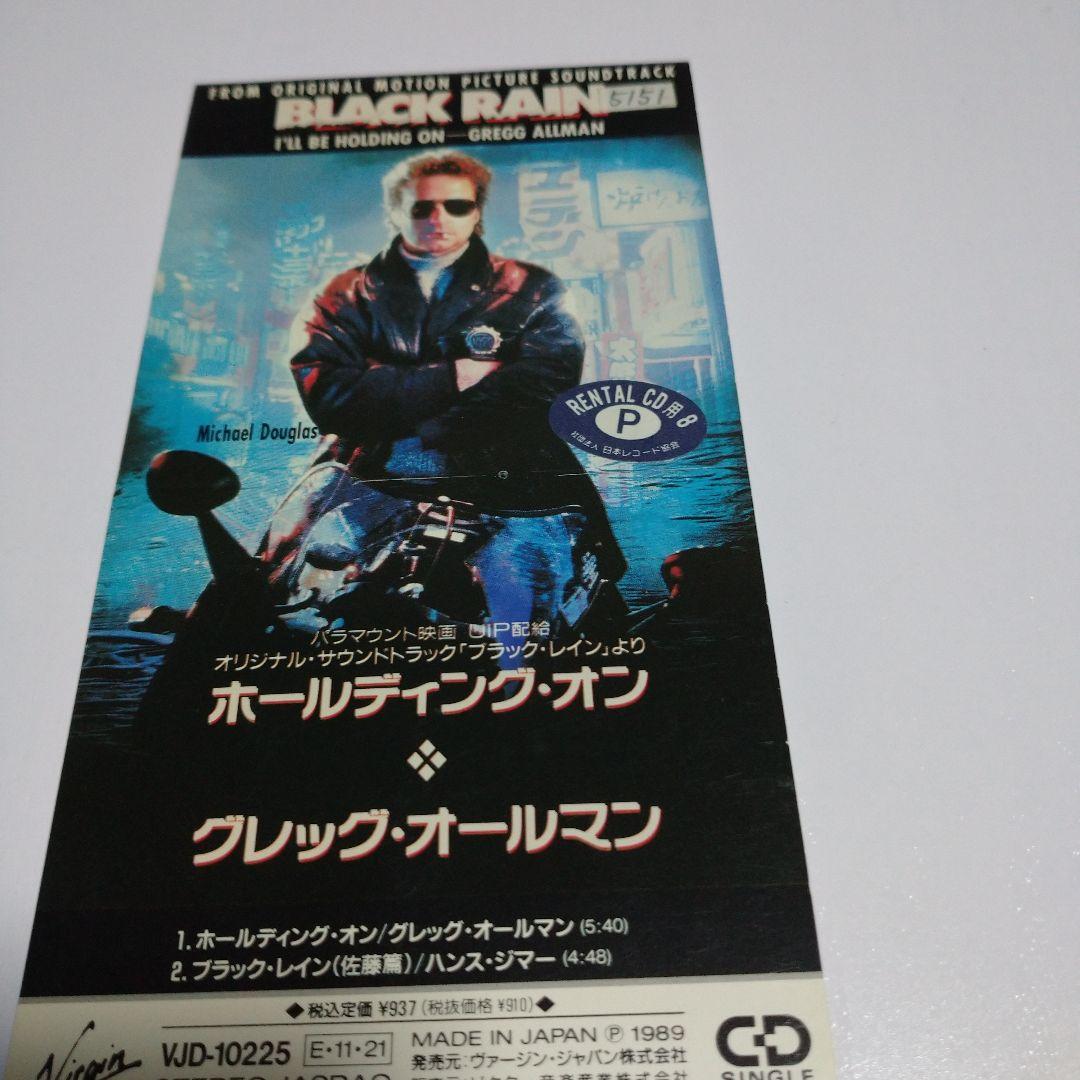 FROM ORIGINAL MOTION PICTURE SOUNDTRACK
BLACK RAIN
5151
I'LL BE HOLDING ON—GREGG ALLMAN
Michael Douglas
RENTAL CD用 8
P
社団法人 日本レコード協会
パラマウント映画 UiP配給
オリジナル・サウンドトラック「ブラック・レイン」より
ホールディング・オン
グレッグ・オールマン
1. ホールディング・オン/グレッグ・オールマン (5:40)
2. ブラック・レイン(佐藤篇)/ハンス・ジマー (4:48)
◆税込定価 ¥937 (税抜価格 ¥910)◆
Virgin
VJD-10225 E・11・21
MADE IN JAPAN Ⓟ 1989
発売元:ヴァージン・ジャパン株式会社
STEREO JASRAC
CD
SINGLE